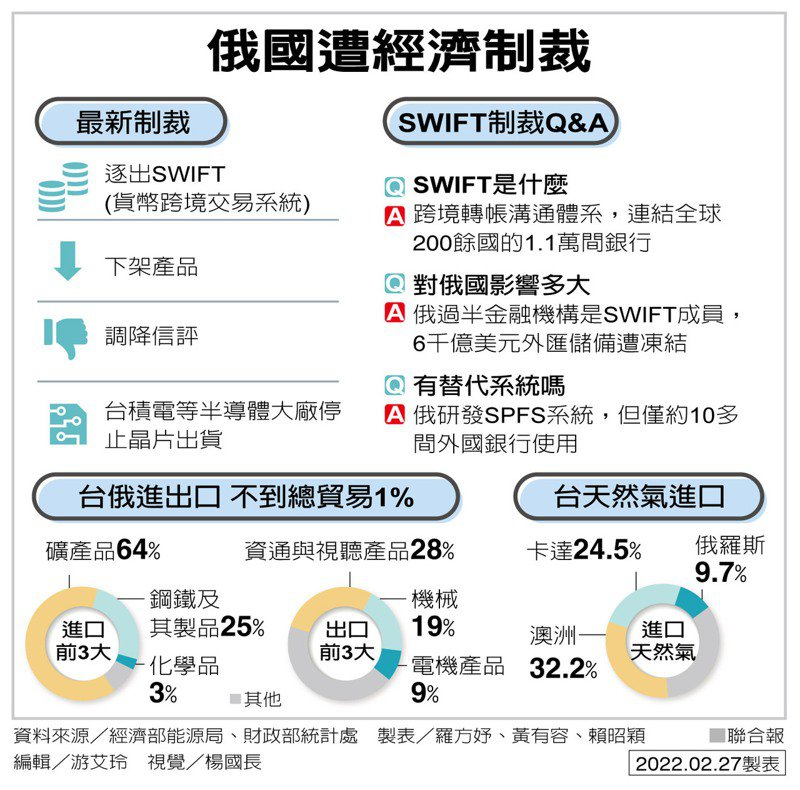 俄國遭經濟制裁
最新制裁
逐出SWIFT
(貨幣跨境交易系統)
下架產品
調降信評
台積電等半導體大廠停
止晶片出貨
SWIFT制裁Q&A
Q SWIFT是什麼
A 跨境轉帳溝通體系，連結全球
200餘國的1.1萬間銀行
Q 對俄國影響多大
A 俄過半金融機構是SWIFT成員，
6千億美元外匯儲備遭凍結
Q 有替代系統嗎
A 俄研發SPFS系統，但僅約10多
間外國銀行使用
台俄進出口 不到總貿易1%
礦產品64%
鋼鐵及
其製品25%
化學品
3%
進口
前3大
資通與視聽產品28%
機械
19%
電機產品
9%
出口
前3大
其他
台天然氣進口
卡達24.5%
俄羅斯
9.7%
澳洲
32.2%
進口
天然氣
資料來源／經濟部能源局、財政部統計處 製表／羅方妤、黃有容、賴昭穎
編輯／游艾玲 視覺／楊國長
聯合報
2022.02.27製表